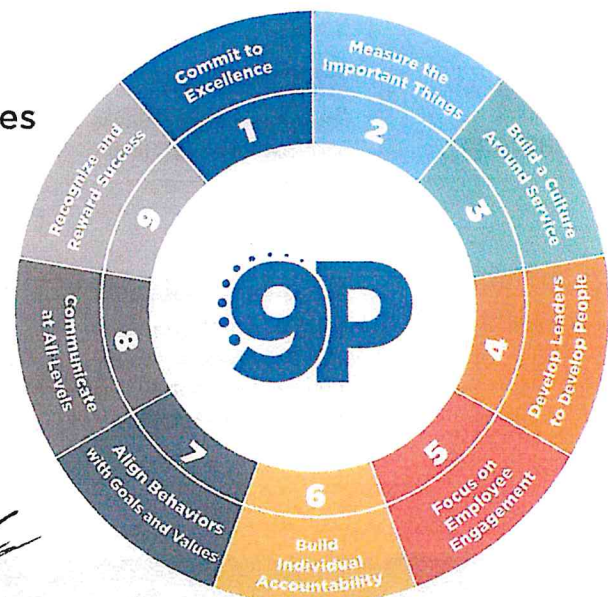 es
Commit to
Excellence
1
Measure the
Important Things
2
Build a Culture
Around Service
3
Develop Leaders
to Develop People
4
Focus on
Employee
Engagement
5
Build
Individual
Accountability
6
Align Behaviors
with Goals and Values
7
Communicate
at All Levels
8
Recognize and
Reward Success
9
9P